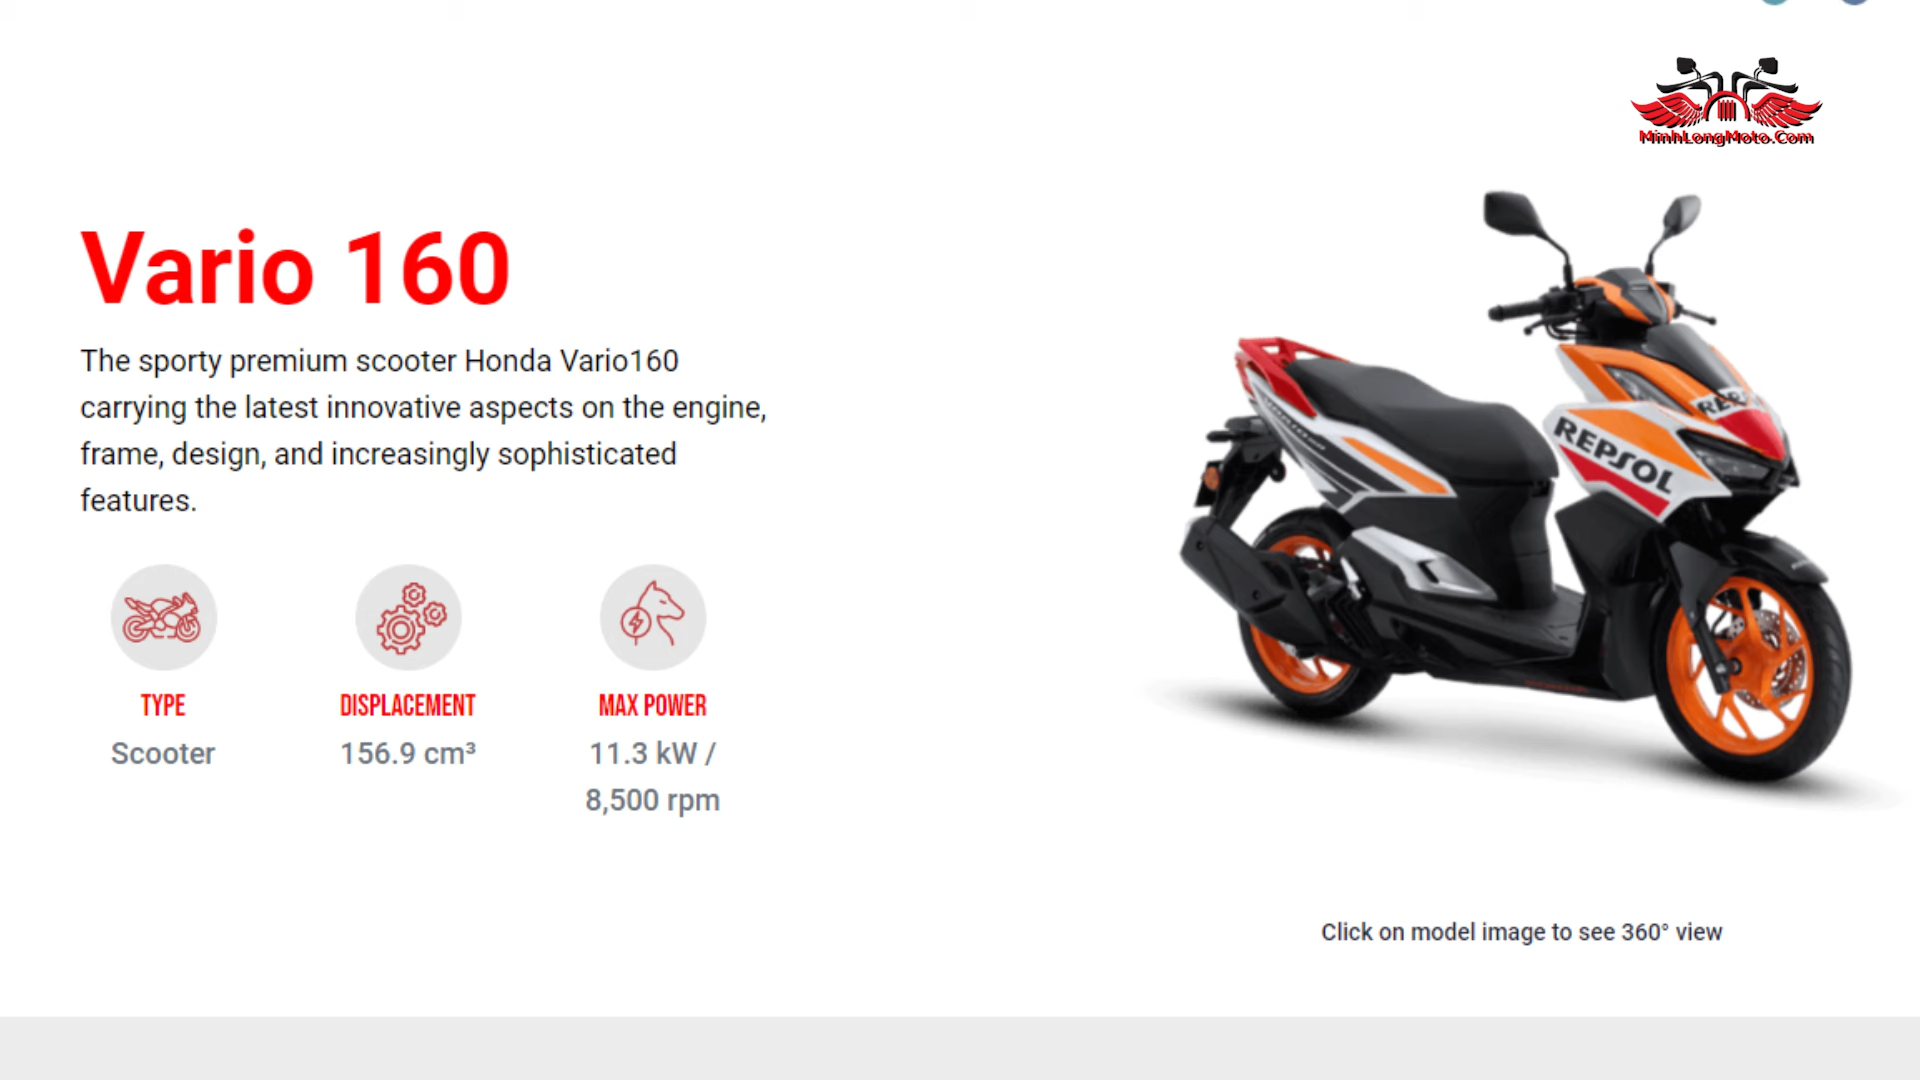 MinhLongMoto.Com
Vario 160
The sporty premium scooter Honda Vario160
carrying the latest innovative aspects on the engine,
frame, design, and increasingly sophisticated
features.
TYPE
Scooter
DISPLACEMENT
156.9 cm³
MAX POWER
11.3 kW /
8,500 rpm
REPSOL
Click on model image to see 360° view